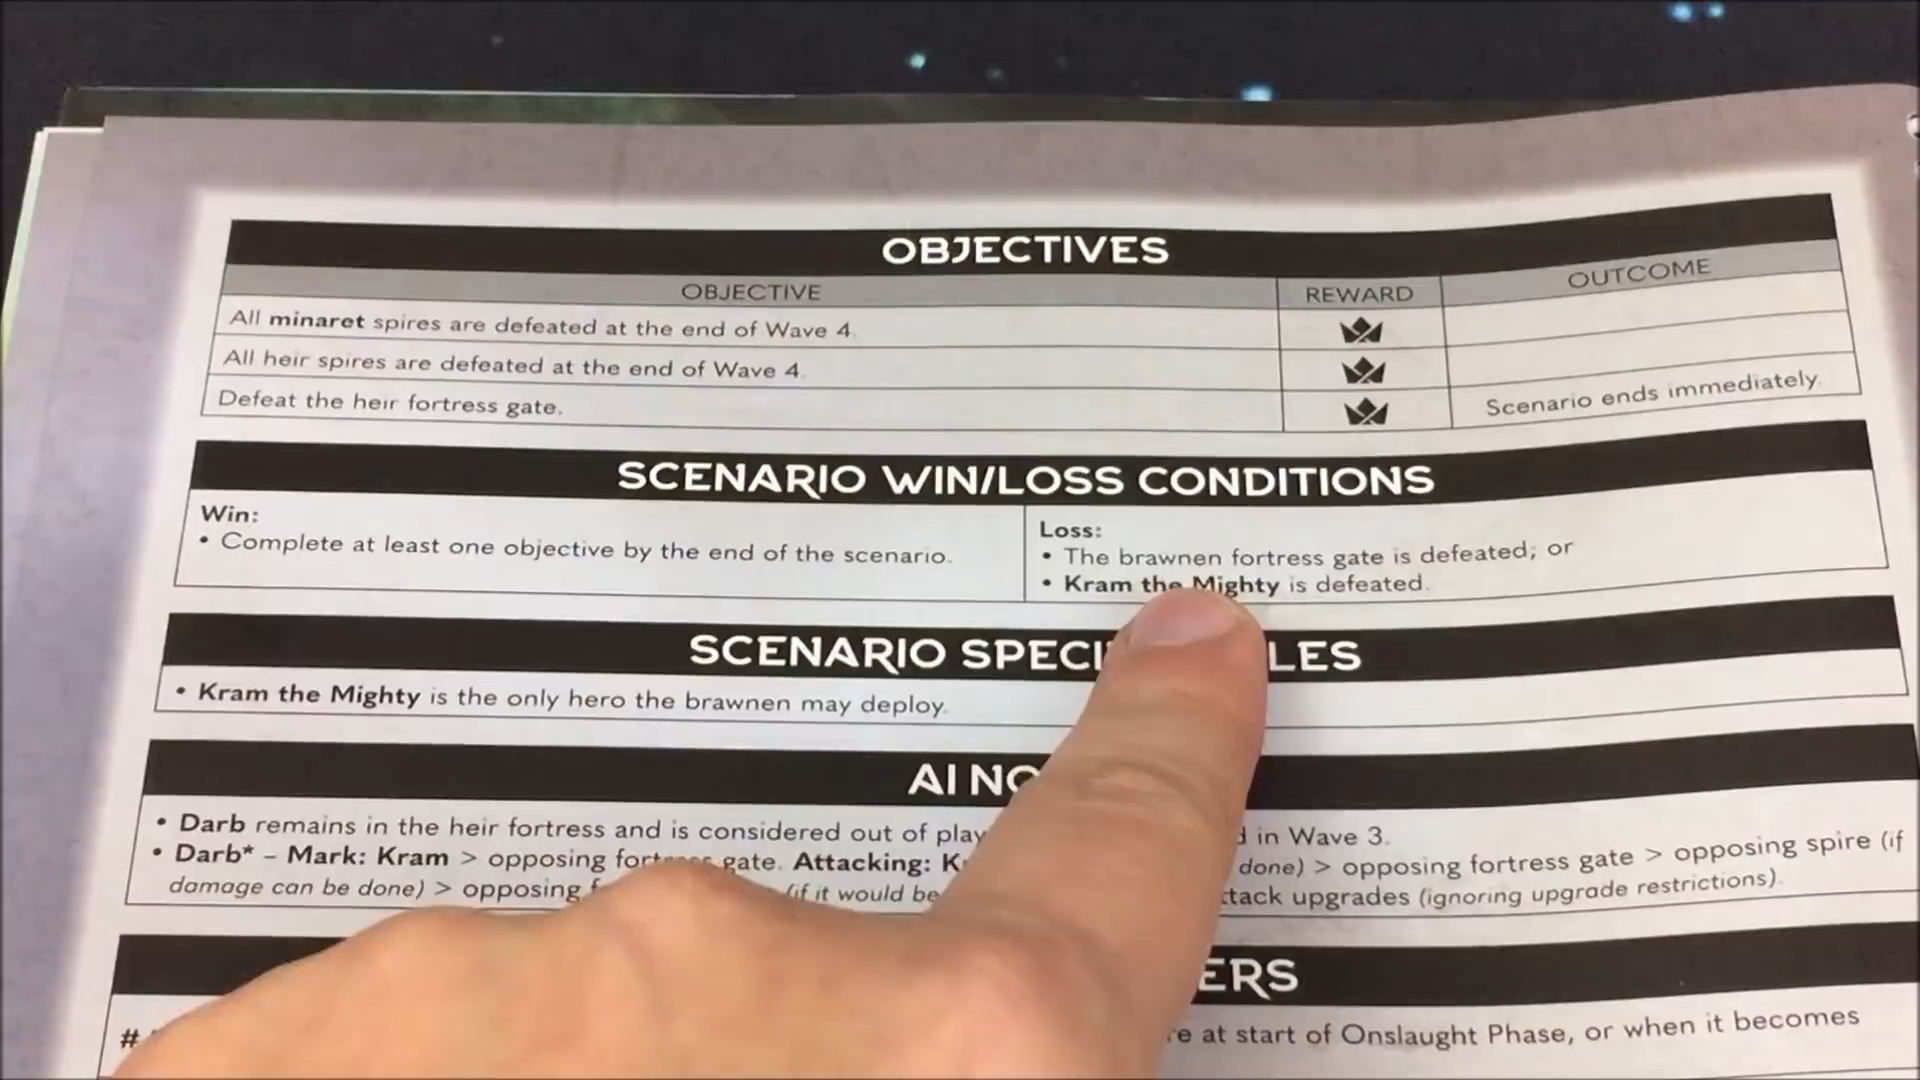 OBJECTIVES
OBJECTIVE REWARD OUTCOME
All minaret spires are defeated at the end of Wave 4.
All heir spires are defeated at the end of Wave 4.
Defeat the heir fortress gate. Scenario ends immediately.
SCENARIO WIN/LOSS CONDITIONS
Win:
• Complete at least one objective by the end of the scenario.
Loss:
• The brawnen fortress gate is defeated; or
• Kram the Mighty is defeated.
SCENARIO
• Kram the Mighty is the only hero the brawnen may deploy.
AI
• Darb remains in the heir fortress and is considered out of play in Wave 3.
• Darb* – Mark: Kram > opposing fortress gate. Attacking: done) > opposing fortress gate > opposing spire (if
damage can be done) > opposing (if it would be upgrades (ignoring upgrade restrictions).
# at start of Onslaught Phase, or when it becomes